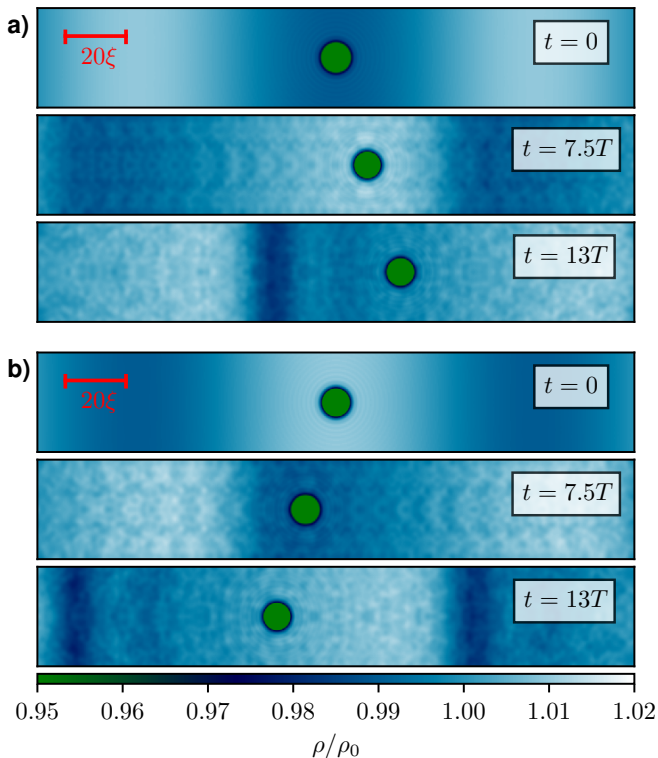 a)
t = 0
20ξ
t = 7.5T
t = 13T
b)
t = 0
20ξ
t = 7.5T
t = 13T
0.95 0.96 0.97 0.98 0.99 1.00 1.01 1.02
ρ/ρ₀